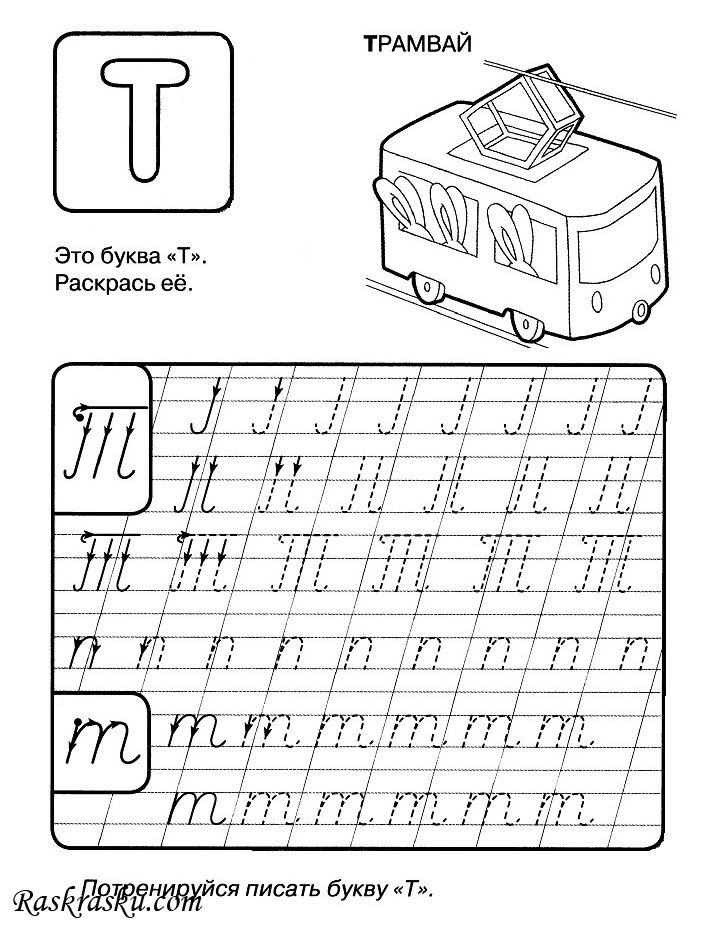 Т
ТРАМВАЙ
Это буква «Т».
Раскрась её.
Т
т
Потренируйся писать букву «Т».
Raskrasku.com